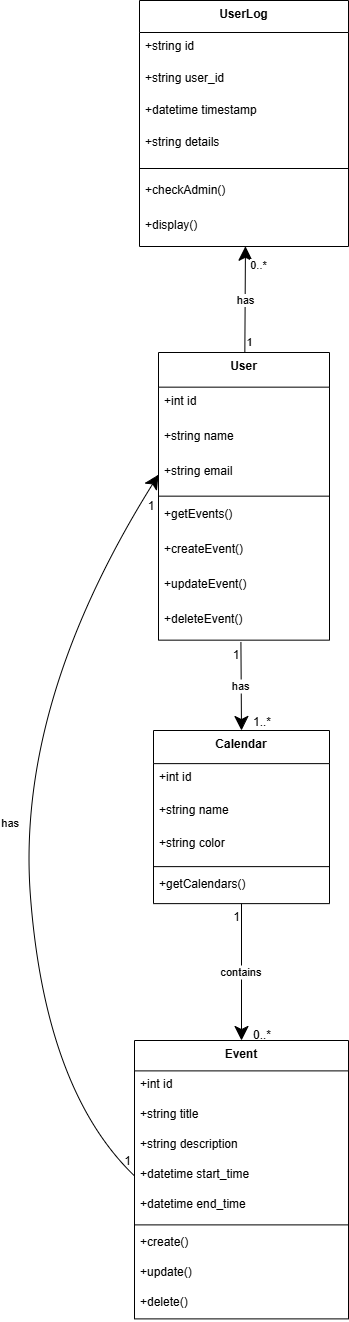 UserLog
+string id
+string user_id
+datetime timestamp
+string details
+checkAdmin()
+display()
0..*
has
1
User
+int id
+string name
+string email
1
+getEvents()
+createEvent()
+updateEvent()
+deleteEvent()
1
has
1..*
Calendar
+int id
+string name
+string color
has
+getCalendars()
1
contains
0..*
Event
+int id
+string title
+string description
1
+datetime start_time
+datetime end_time
+create()
+update()
+delete()